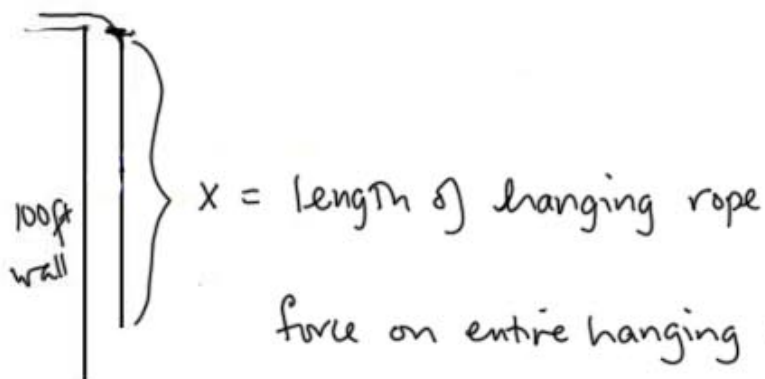 100ft
wall
X = length of hanging rope
force on entire hanging